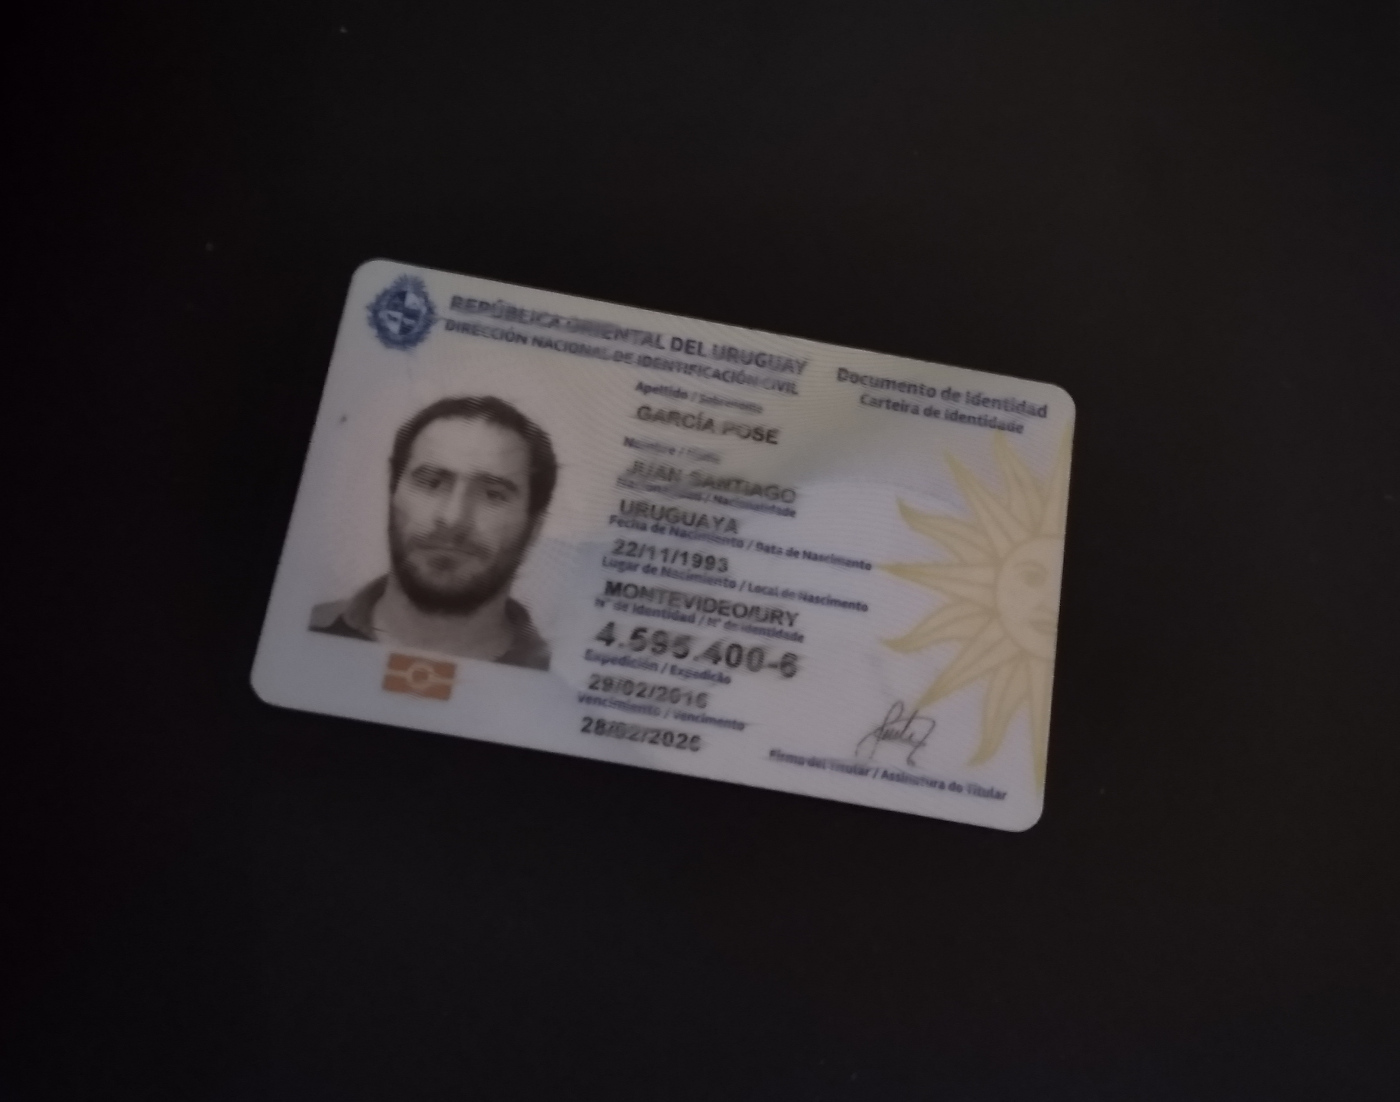 REPÚBLICA ORIENTAL DEL URUGUAY
DIRECCIÓN NACIONAL DE IDENTIFICACIÓN CIVIL
Documento de Identidad
Carteira de Identidade
Apellido / Sobrenome
GARCÍA POSE
Nombre / Nome
JUAN SANTIAGO
Nacionalidad / Nacionalidade
URUGUAYA
Fecha de Nacimiento / Data de Nascimento
22/11/1993
Lugar de Nacimiento / Local de Nascimento
MONTEVIDEO/URY
N° de Identidad / N° de Identidade
4.595.400-6
Expedición / Expedição
29/02/2016
Vencimiento / Vencimento
28/02/2026
Firma del Titular / Assinatura do Titular